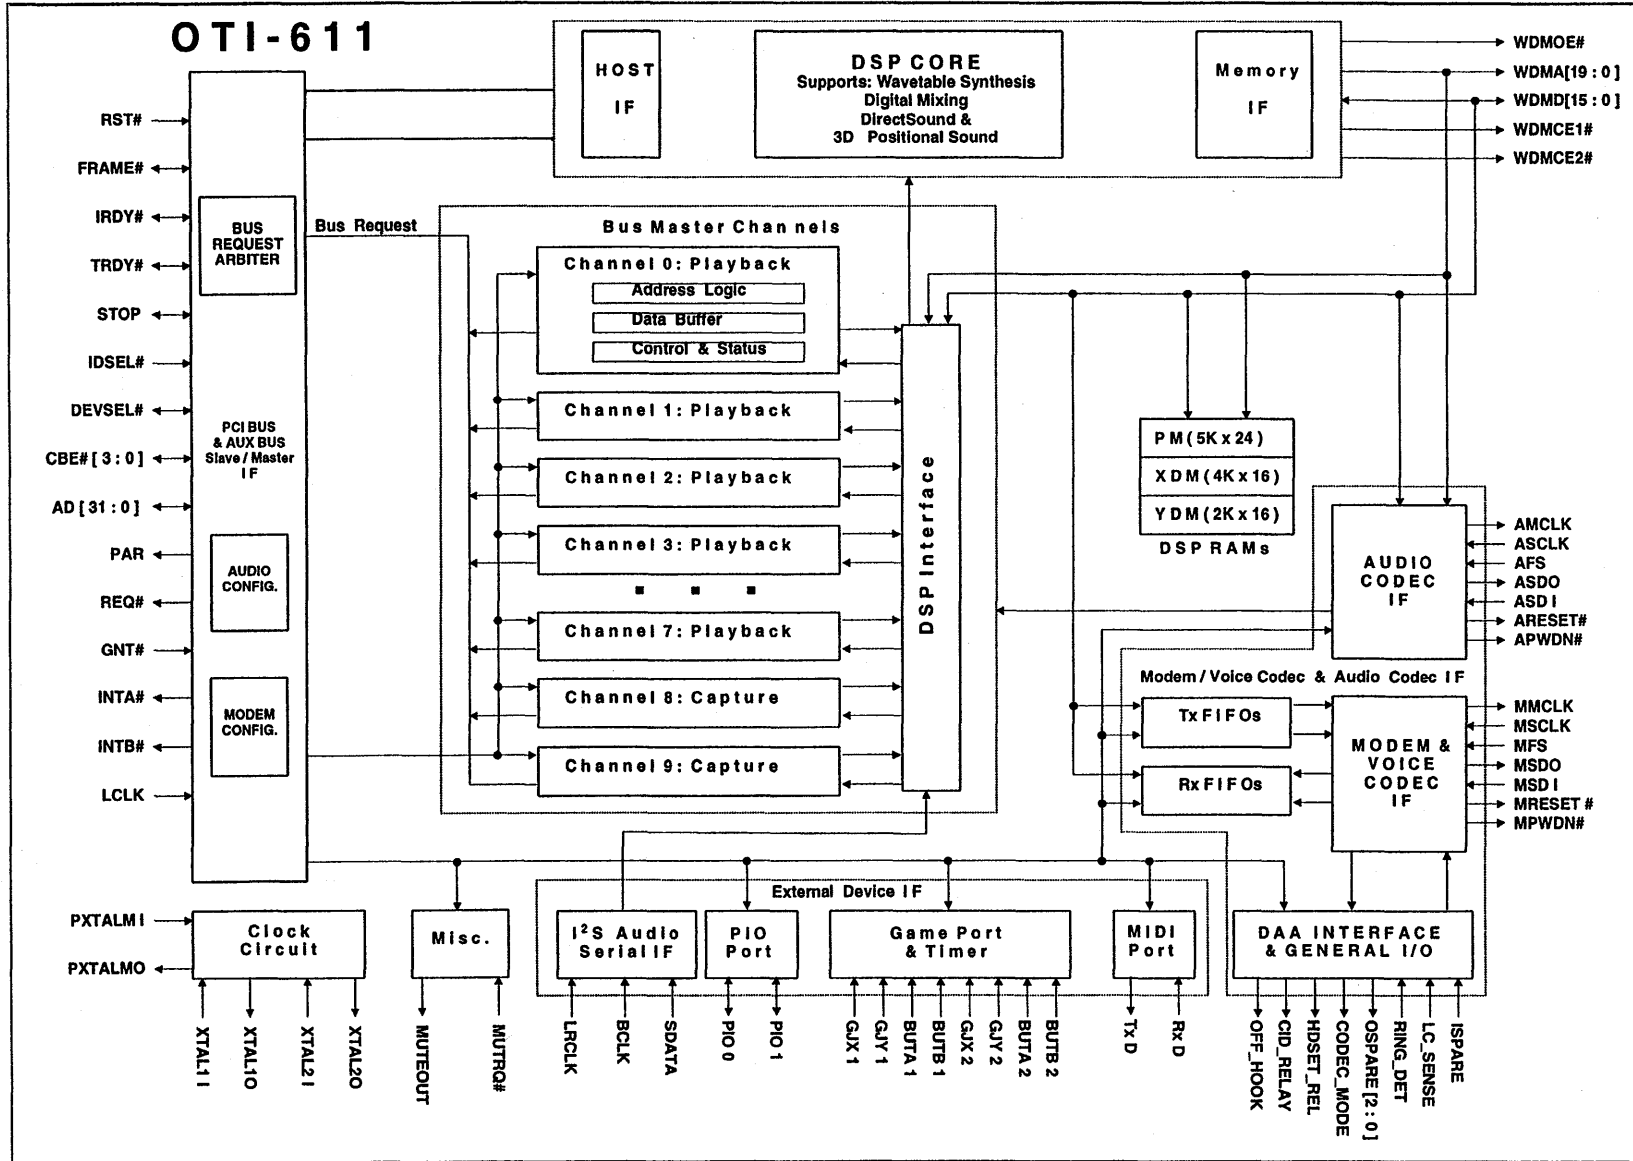 OTI-611
HOST
IF
DSP CORE
Supports: Wavetable Synthesis
Digital Mixing
DirectSound &
3D Positional Sound
Memory
IF
WDMOE#
WDMA[19 : 0]
WDMD[15 : 0]
WDMCE1#
WDMCE2#
RST#
FRAME#
IRDY#
TRDY#
STOP
IDSEL#
DEVSEL#
CBE# [ 3 : 0 ]
AD [ 31 : 0 ]
PAR
REQ#
GNT#
INTA#
INTB#
LCLK
BUS
REQUEST
ARBITER
PCI BUS
& AUX BUS
Slave / Master
IF
AUDIO
CONFIG.
MODEM
CONFIG.
Bus Request
Bus Master Channels
Channel 0: Playback
Address Logic
Data Buffer
Control & Status
Channel 1: Playback
Channel 2: Playback
Channel 3: Playback
Channel 7: Playback
Channel 8: Capture
Channel 9: Capture
DSP Interface
PM (5K x 24)
XDM (4K x 16)
YDM (2K x 16)
DSP RAMs
AUDIO
CODEC
IF
AMCLK
ASCLK
AFS
ASDO
ASDI
ARESET#
APWDN#
Modem / Voice Codec & Audio Codec IF
Tx FIFOs
Rx FIFOs
MODEM &
VOICE
CODEC
IF
MMCLK
MSCLK
MFS
MSDO
MSDI
MRESET #
MPWDN#
External Device IF
PXTALMI
PXTALMO
Clock
Circuit
Misc.
I²S Audio
Serial IF
PIO
Port
Game Port
& Timer
MIDI
Port
DAA INTERFACE
& GENERAL I/O
XTAL1 I
XTAL1O
XTAL2 I
XTAL2O
MUTEOUT
MUTRQ#
LRCLK
BCLK
SDATA
PIO 0
PIO 1
GJX 1
GJY 1
BUTA 1
BUTB 1
GJX 2
GJY 2
BUTA 2
BUTB 2
Tx D
Rx D
OFF_HOOK
CID_RELAY
HDSET_REL
CODEC_MODE
OSPARE [2 : 0]
RING_DET
LC_SENSE
ISPARE